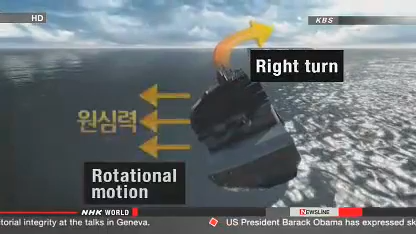 HD
KBS
Right turn
원심력
Rotational
motion
NHK WORLD
NEWSLINE
torial integrity at the talks in Geneva.
US President Barack Obama has expressed sk